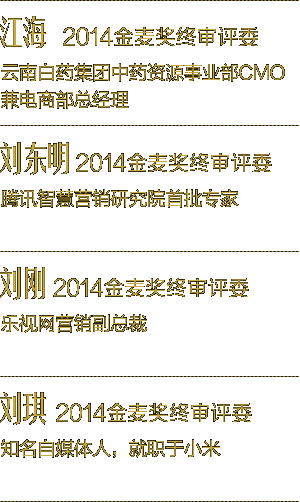 江海 2014金麦奖终审评委
云南白药集团中药资源事业部CMO
兼电商部总经理
刘东明 2014金麦奖终审评委
腾讯智慧营销研究院首批专家
刘刚 2014金麦奖终审评委
乐视网营销副总裁
刘琪 2014金麦奖终审评委
知名自媒体人，就职于小米